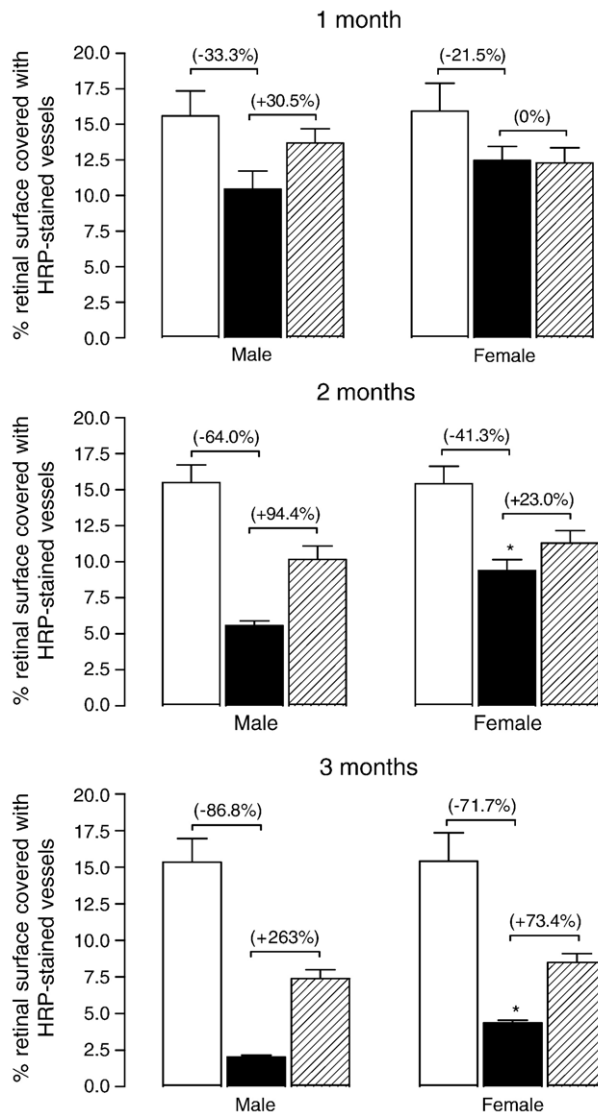 1 month
% retinal surface covered with
HRP-stained vessels
20.0
17.5
15.0
12.5
10.0
7.5
5.0
2.5
0.0
(-33.3%)
(+30.5%)
(-21.5%)
(0%)
Male
Female
2 months
% retinal surface covered with
HRP-stained vessels
20.0
17.5
15.0
12.5
10.0
7.5
5.0
2.5
0.0
(-64.0%)
(+94.4%)
(-41.3%)
(+23.0%)
*
Male
Female
3 months
% retinal surface covered with
HRP-stained vessels
20.0
17.5
15.0
12.5
10.0
7.5
5.0
2.5
0.0
(-86.8%)
(+263%)
(-71.7%)
(+73.4%)
*
Male
Female